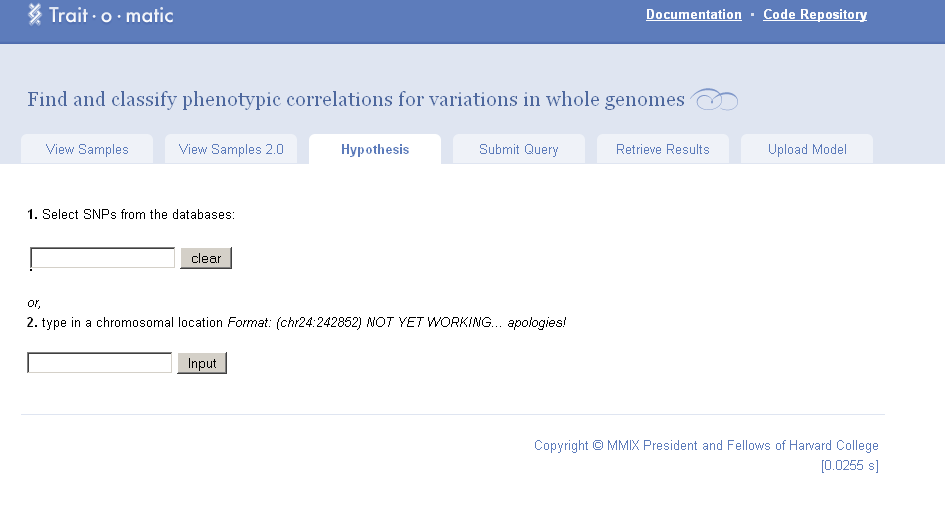 Trait · o · matic
Documentation • Code Repository
Find and classify phenotypic correlations for variations in whole genomes
View Samples View Samples 2.0 Hypothesis Submit Query Retrieve Results Upload Model
1. Select SNPs from the databases:
clear
or,
2. type in a chromosomal location Format: (chr24:242852) NOT YET WORKING... apologies!
Input
Copyright © MMIX President and Fellows of Harvard College
[0.0255 s]